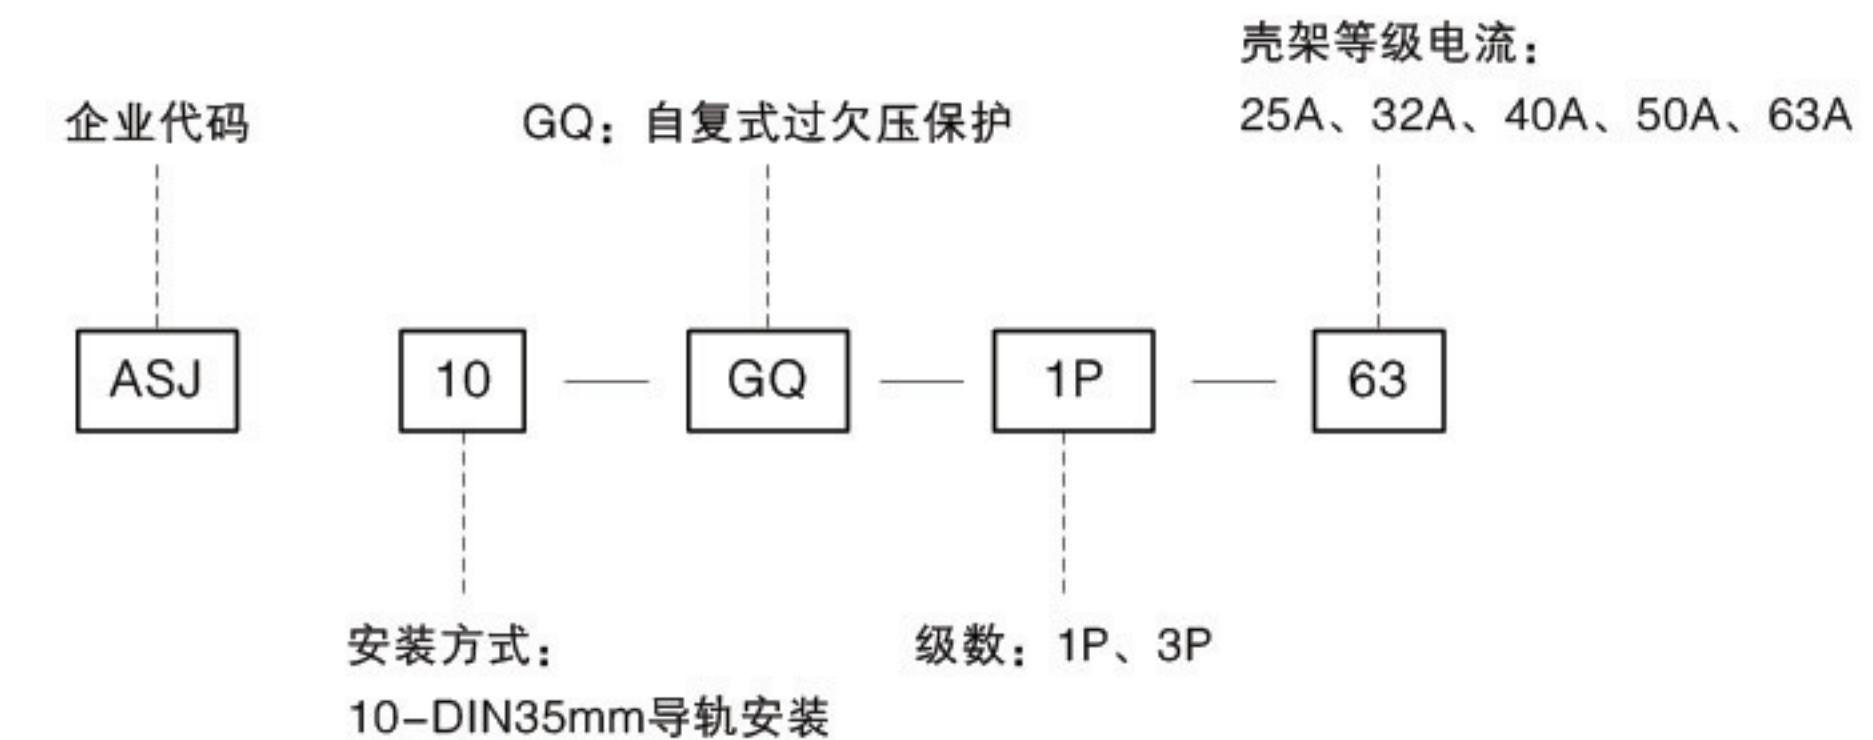 壳架等级电流：
企业代码
GQ：自复式过欠压保护
25A、32A、40A、50A、63A
ASJ 10 — GQ — 1P — 63
安装方式：
级数：1P、3P
10-DIN35mm导轨安装